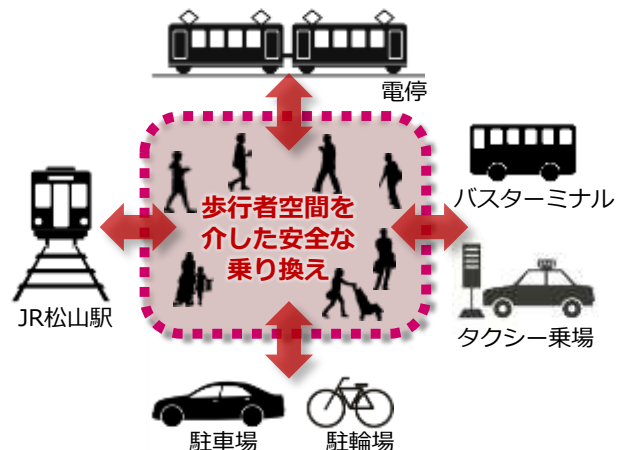 電停
バスターミナル
歩行者空間を
介した安全な
乗り換え
JR松山駅
タクシー乗場
駐車場
駐輪場